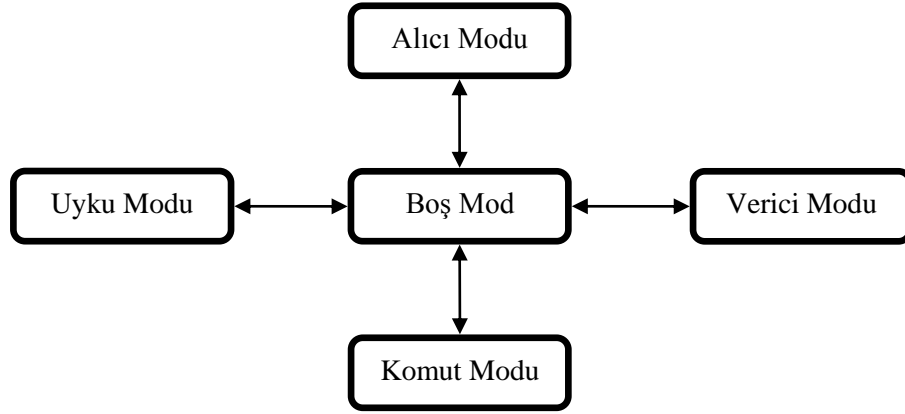 Alıcı Modu
Uyku Modu
Boş Mod
Verici Modu
Komut Modu